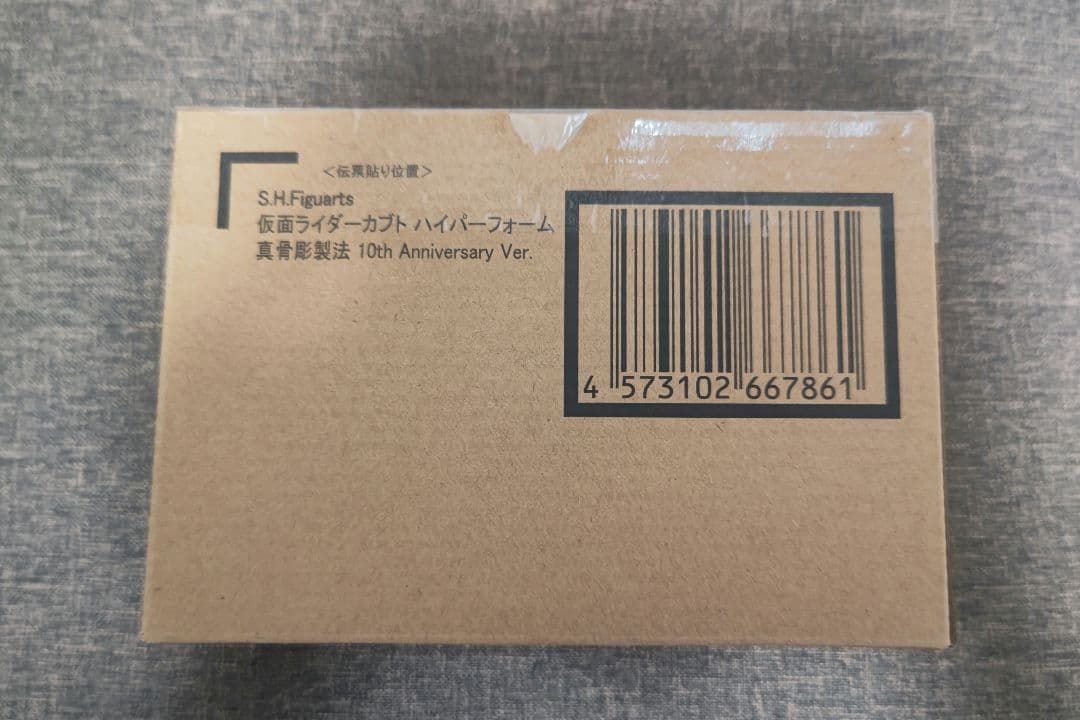 <伝票貼り位置>
S.H.Figuarts
仮面ライダーカブト ハイパーフォーム
真骨彫製法 10th Anniversary Ver.
4 573102 667861